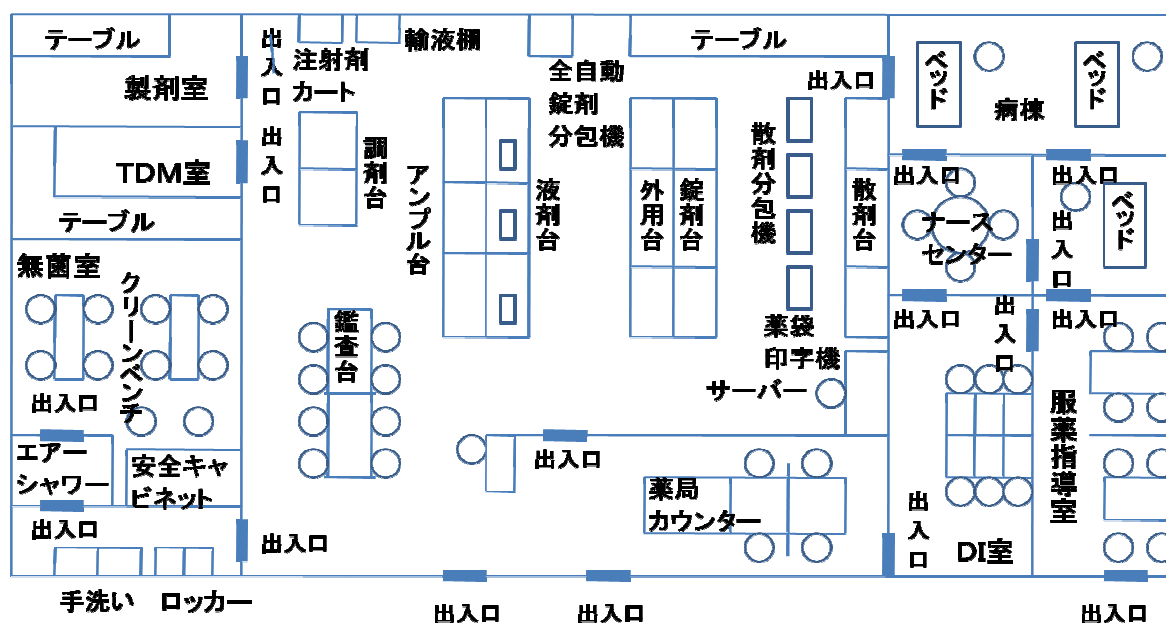 テーブル
製剤室
TDM室
テーブル
出入口
出入口
注射剤
カート
輸液棚
調剤台
アンプル台
液剤台
全自動
錠剤
分包機
テーブル
外用台
錠剤台
散剤分包機
出入口
散剤台
ベッド
ベッド
病棟
出入口
出入口
ナース
センター
出入口
ベッド
出入口
出入口
出入口
無菌室
クリーンベンチ
出入口
エアー
シャワー
安全キャ
ビネット
出入口
手洗い
ロッカー
出入口
鑑査台
薬袋
印字機
サーバー
出入口
薬局
カウンター
出入口
出入口
出入口
DI室
服薬指導室
出入口